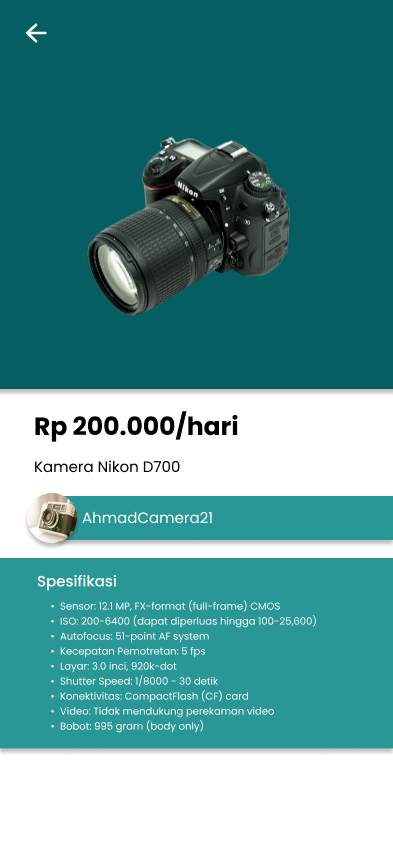 Nikon
Rp 200.000/hari
Kamera Nikon D700
AhmadCamera21
Spesifikasi
• Sensor: 12.1 MP, FX-format (full-frame) CMOS
• ISO: 200-6400 (dapat diperluas hingga 100-25,600)
• Autofocus: 51-point AF system
• Kecepatan Pemotretan: 5 fps
• Layar: 3.0 inci, 920k-dot
• Shutter Speed: 1/8000 - 30 detik
• Konektivitas: CompactFlash (CF) card
• Video: Tidak mendukung perekaman video
• Bobot: 995 gram (body only)